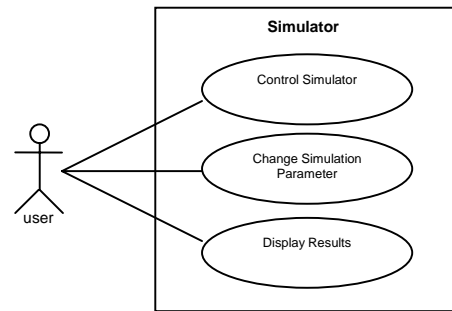 Simulator
Control Simulator
Change Simulation
Parameter
Display Results
user